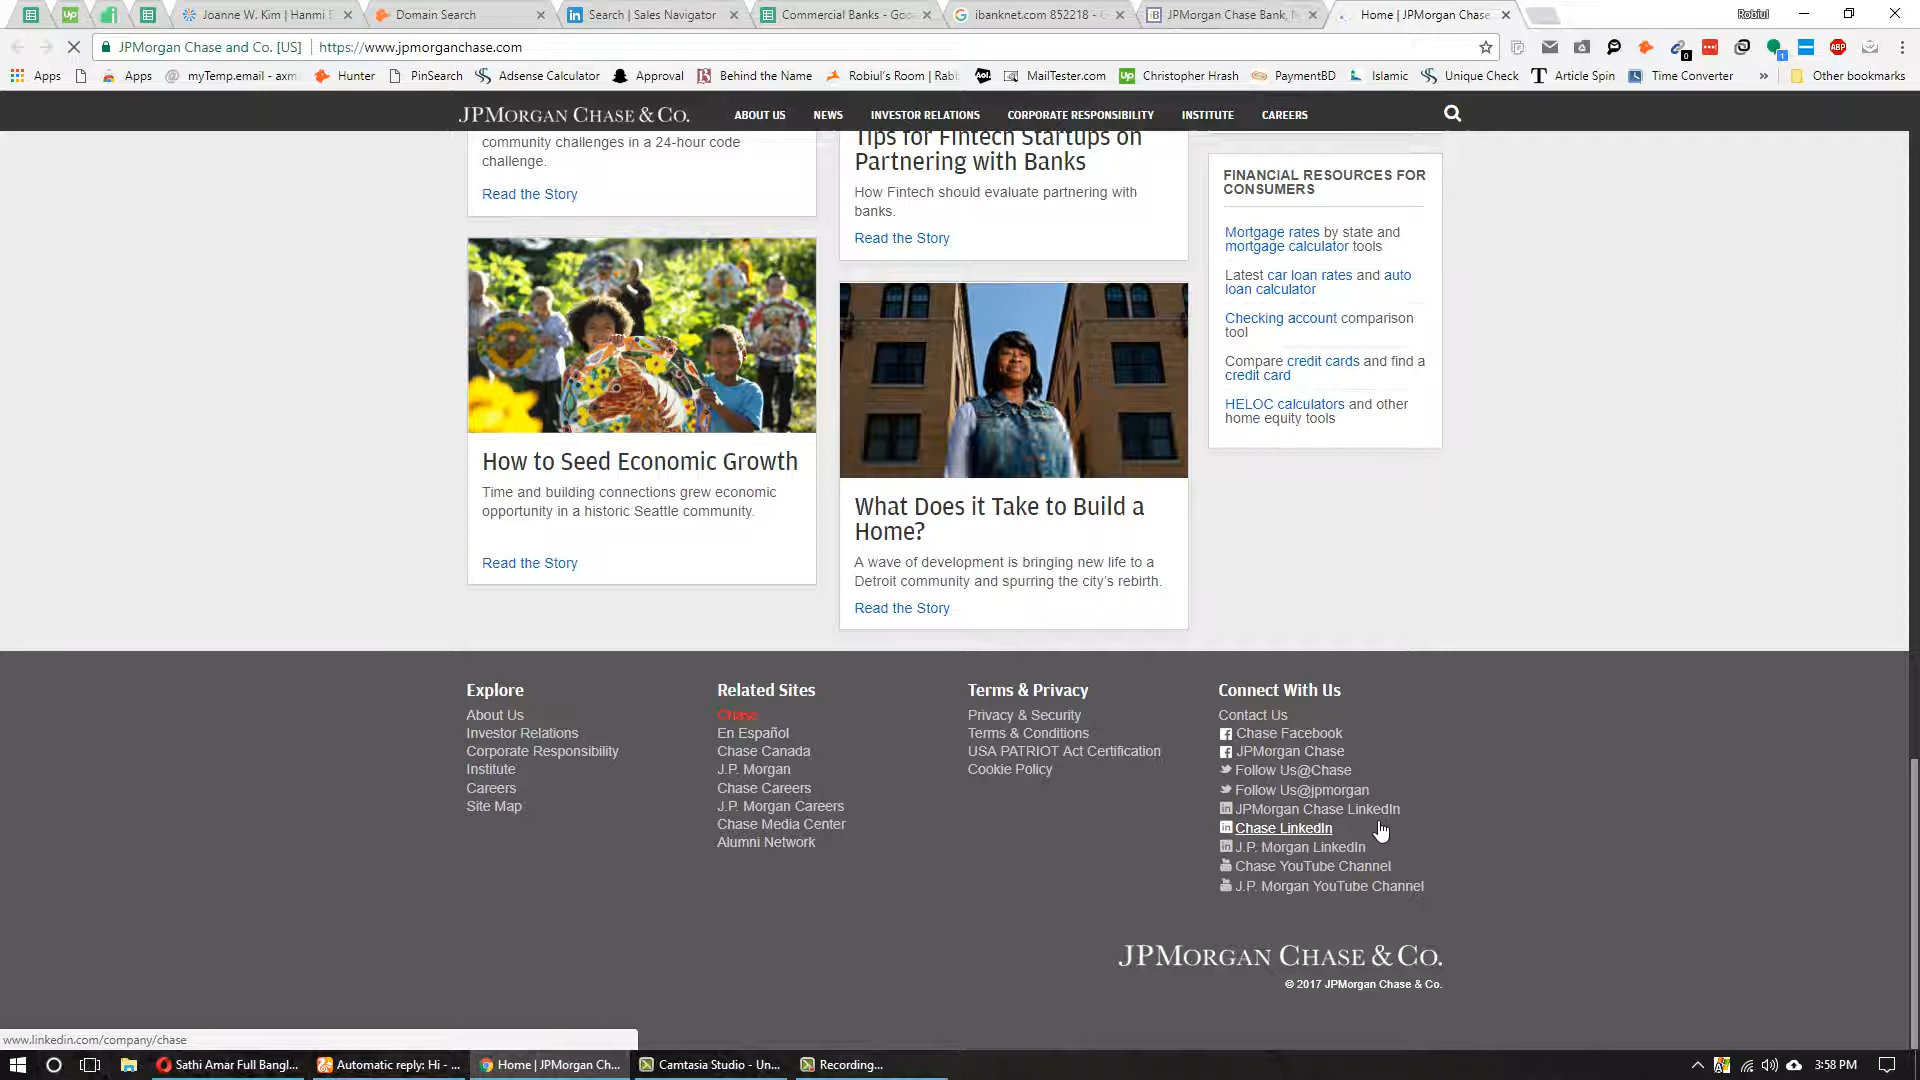 Joanne W. Kim | Hanmi
Domain Search
Search | Sales Navigator
Commercial Banks - Goo
ibanknet.com 852218 - G
JPMorgan Chase Bank,
Home | JPMorgan Chase
Robiul
JPMorgan Chase and Co. [US]
https://www.jpmorganchase.com
Apps
Apps
myTemp.email - axm
Hunter
PinSearch
Adsense Calculator
Approval
Behind the Name
Robiul's Room | Rabb
Aol.
MailTester.com
Christopher Hrash
PaymentBD
Islamic
Unique Check
Article Spin
Time Converter
»
Other bookmarks
JPMORGAN CHASE & CO.
ABOUT US
NEWS
INVESTOR RELATIONS
CORPORATE RESPONSIBILITY
INSTITUTE
CAREERS
community challenges in a 24-hour code
challenge.
Read the Story
Tips for Fintech Startups on
Partnering with Banks
How Fintech should evaluate partnering with
banks.
Read the Story
FINANCIAL RESOURCES FOR
CONSUMERS
Mortgage rates by state and
mortgage calculator tools
Latest car loan rates and auto
loan calculator
Checking account comparison
tool
Compare credit cards and find a
credit card
HELOC calculators and other
home equity tools
How to Seed Economic Growth
Time and building connections grew economic
opportunity in a historic Seattle community.
Read the Story
What Does it Take to Build a
Home?
A wave of development is bringing new life to a
Detroit community and spurring the city's rebirth.
Read the Story
Explore
About Us
Investor Relations
Corporate Responsibility
Institute
Careers
Site Map
Related Sites
Chase
En Español
Chase Canada
J.P. Morgan
Chase Careers
J.P. Morgan Careers
Chase Media Center
Alumni Network
Terms & Privacy
Privacy & Security
Terms & Conditions
USA PATRIOT Act Certification
Cookie Policy
Connect With Us
Contact Us
Chase Facebook
JPMorgan Chase
Follow Us@Chase
Follow Us@jpmorgan
JPMorgan Chase LinkedIn
Chase LinkedIn
J.P. Morgan LinkedIn
Chase YouTube Channel
J.P. Morgan YouTube Channel
JPMORGAN CHASE & CO.
© 2017 JPMorgan Chase & Co.
www.linkedin.com/company/chase
Sathi Amar Full Bangl...
Automatic reply: Hi - ...
Home | JPMorgan Ch...
Camtasia Studio - Un...
Recording...
3:58 PM